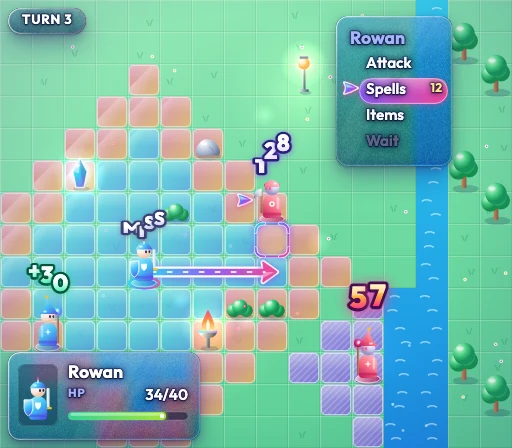 TURN 3
Rowan
Attack
Spells 12
Items
Wait
128
MISS
+30
57
Rowan
HP 34/40